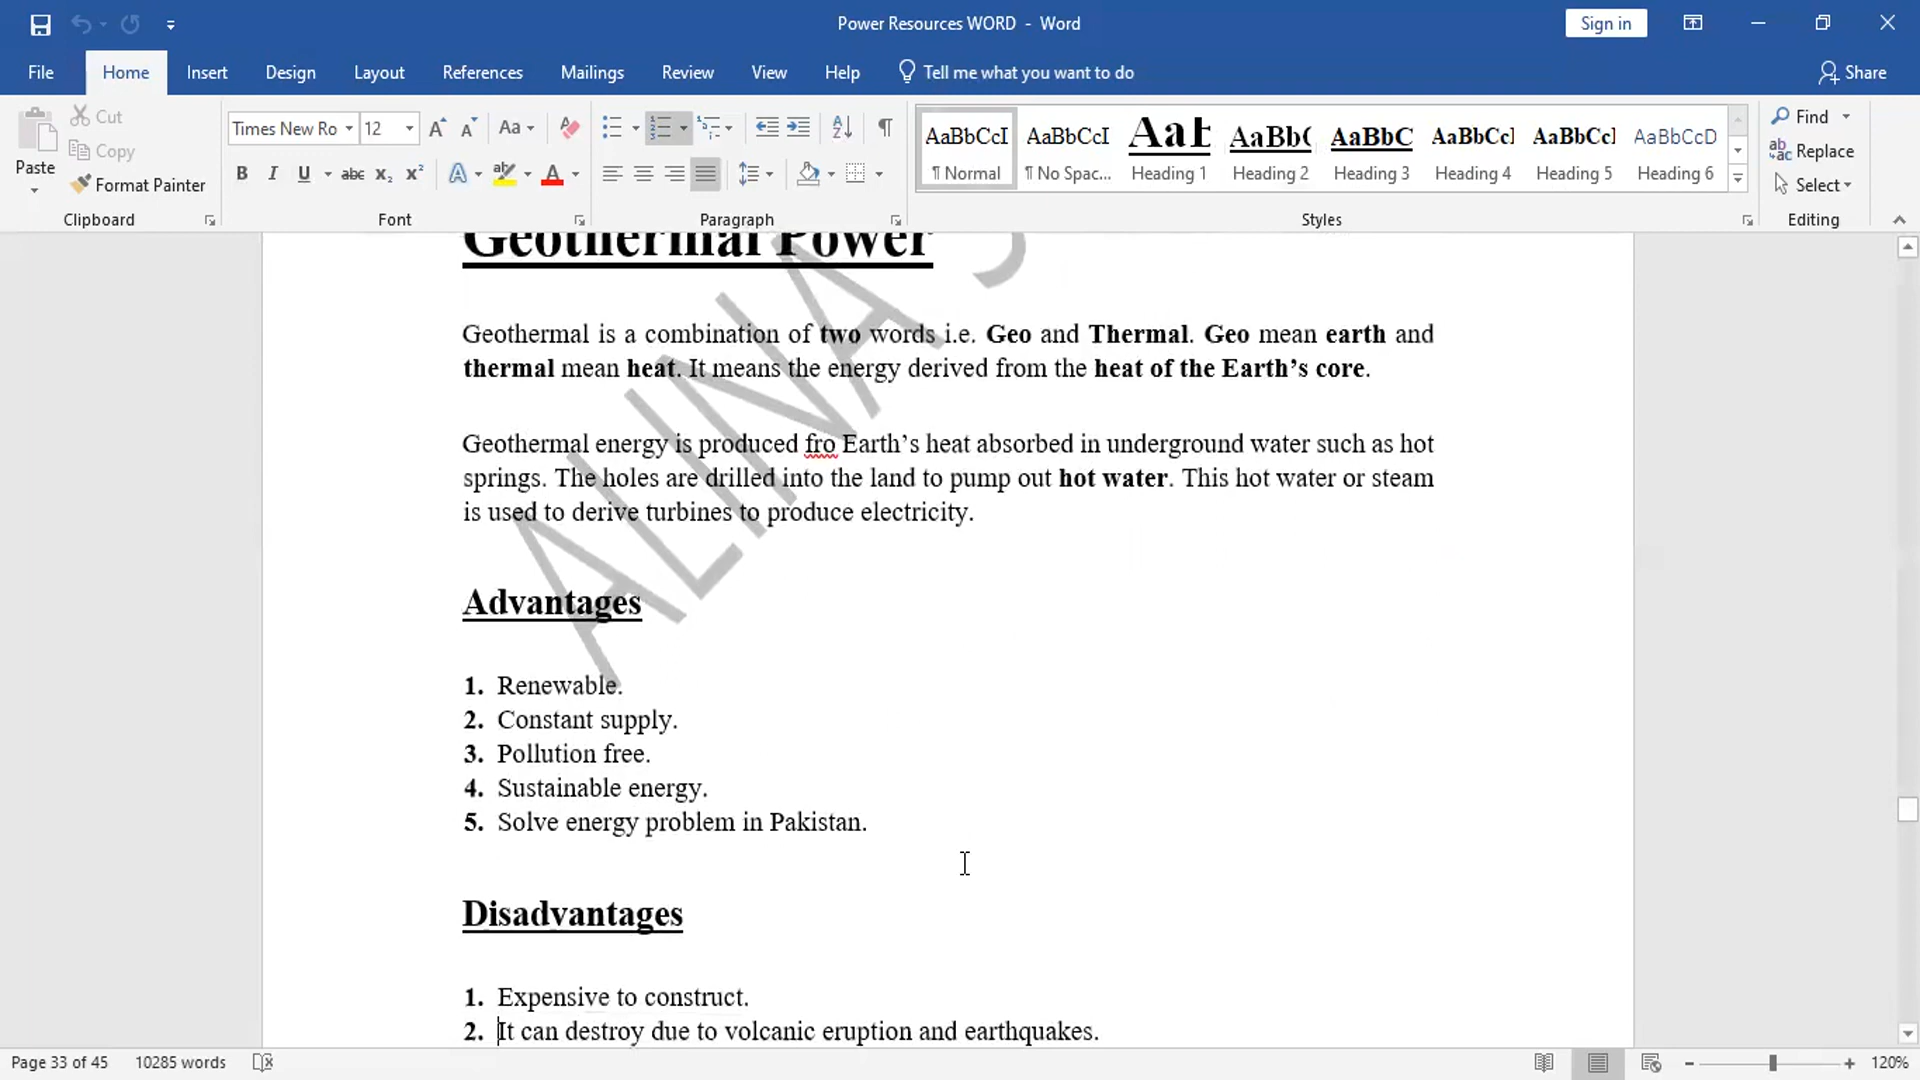 Power Resources WORD - Word
Sign in
File Home Insert Design Layout References Mailings Review View Help Tell me what you want to do Share
Paste
Cut
Copy
Format Painter
Clipboard
Times New Ro 12
Aa
B I U abc x₂ x² A ab A
Font
Paragraph
AaBbCcI AaBbCcI AaB AaBbC AaBbC AaBbCcI AaBbCcI AaBbCcD
¶ Normal ¶ No Spac... Heading 1 Heading 2 Heading 3 Heading 4 Heading 5 Heading 6
Styles
Find
Replace
Select
Editing
Geothermal Power
Geothermal is a combination of two words i.e. Geo and Thermal. Geo mean earth and
thermal mean heat. It means the energy derived from the heat of the Earth’s core.
Geothermal energy is produced fro Earth’s heat absorbed in underground water such as hot
springs. The holes are drilled into the land to pump out hot water. This hot water or steam
is used to derive turbines to produce electricity.
Advantages
1. Renewable.
2. Constant supply.
3. Pollution free.
4. Sustainable energy.
5. Solve energy problem in Pakistan.
Disadvantages
1. Expensive to construct.
2. It can destroy due to volcanic eruption and earthquakes.
ALINA'S
Page 33 of 45 10285 words
120%